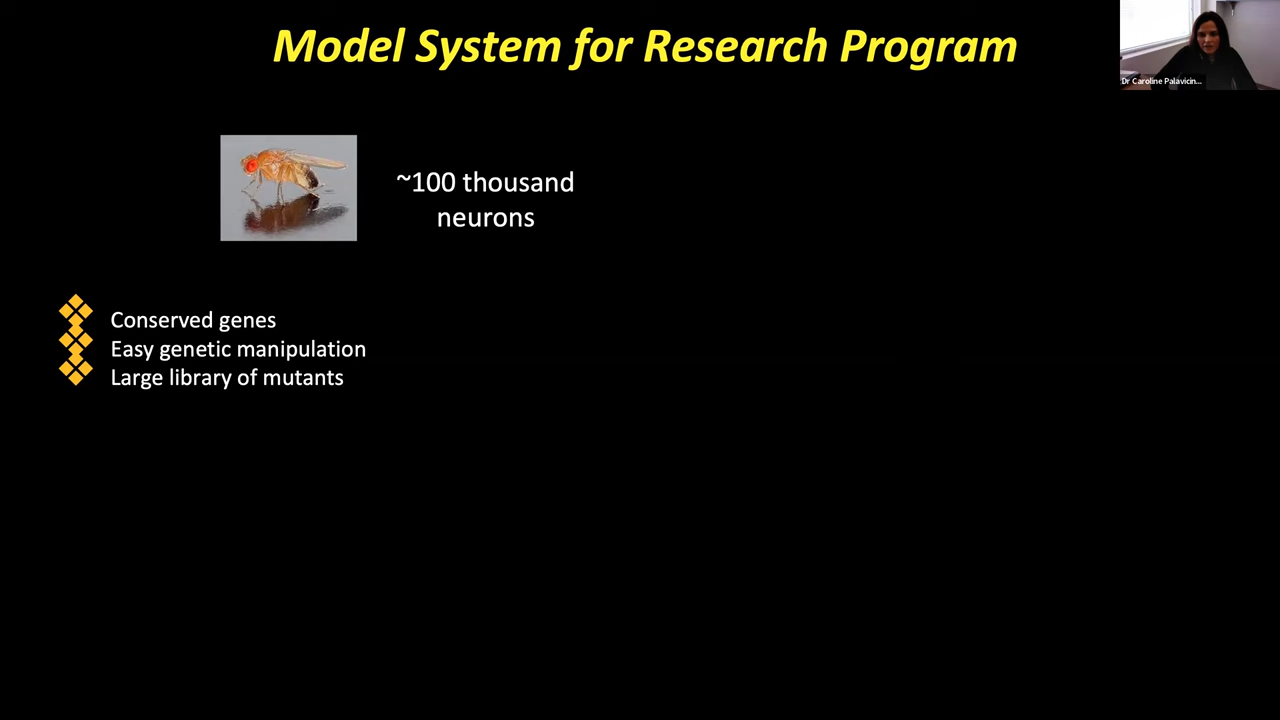 Model System for Research Program
Dr Caroline Palavicin...
~100 thousand
neurons
Conserved genes
Easy genetic manipulation
Large library of mutants